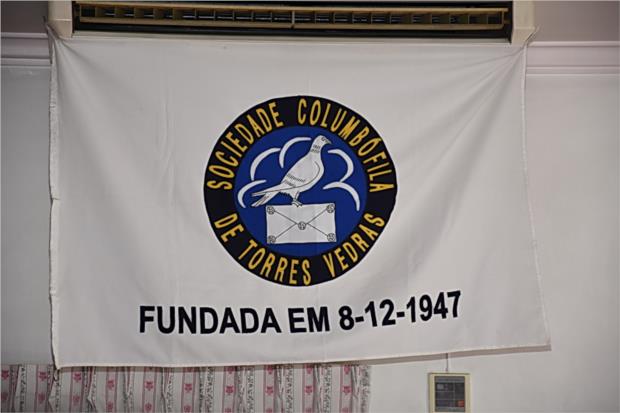 SOCIEDADE COLUMBÓFILA
DE TORRES VEDRAS
FUNDADA EM 8-12-1947